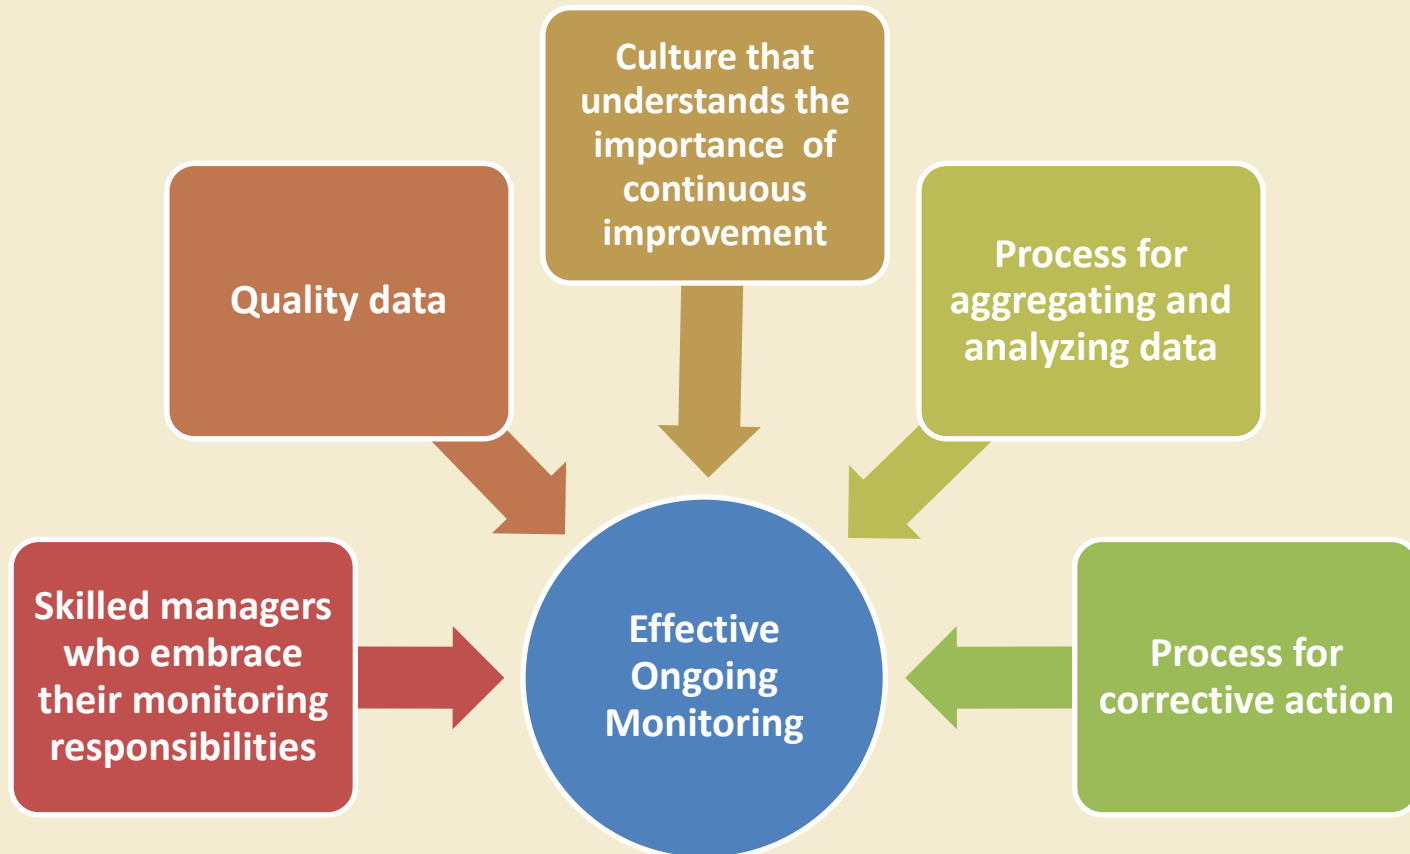 Culture that
understands the
importance  of
continuous
improvement
Quality data
Process for
aggregating and
analyzing data
Skilled managers
who embrace
their monitoring
responsibilities
Effective
Ongoing
Monitoring
Process for
corrective action